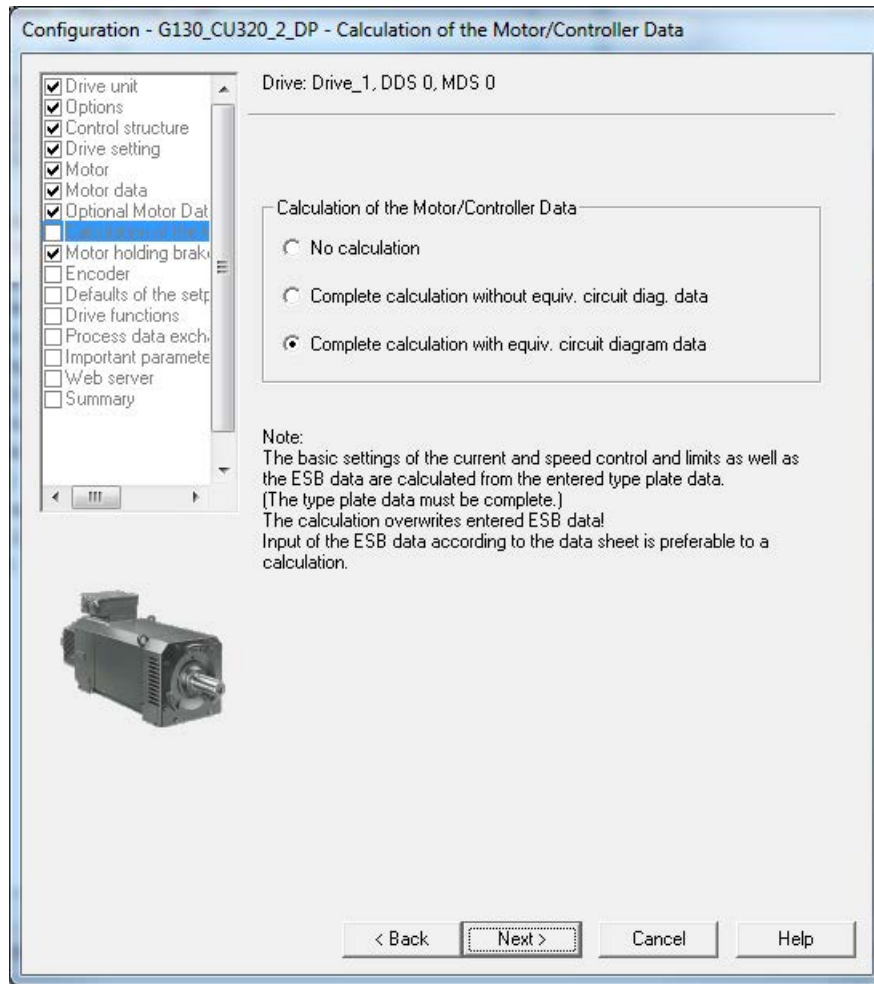 Configuration - G130_CU320_2_DP - Calculation of the Motor/Controller Data
Drive unit
Options
Control structure
Drive setting
Motor
Motor data
Optional Motor Dat
Motor holding brak
Encoder
Defaults of the setp
Drive functions
Process data exch
Important paramete
Web server
Summary
Drive: Drive_1, DDS 0, MDS 0
Calculation of the Motor/Controller Data
No calculation
Complete calculation without equiv. circuit diag. data
Complete calculation with equiv. circuit diagram data
Note:
The basic settings of the current and speed control and limits as well as
the ESB data are calculated from the entered type plate data.
(The type plate data must be complete.)
The calculation overwrites entered ESB data!
Input of the ESB data according to the data sheet is preferable to a
calculation.
< Back
Next >
Cancel
Help